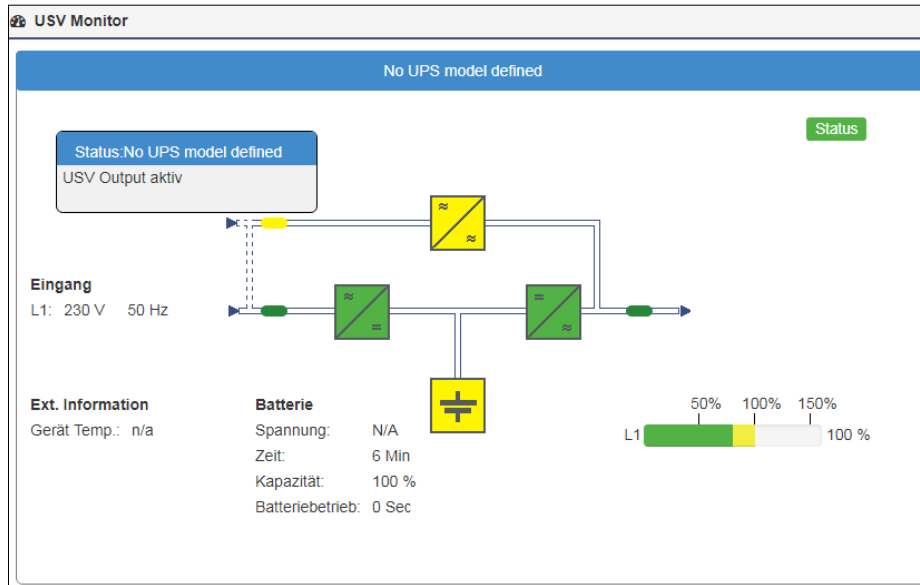 USV Monitor
No UPS model defined
Status
Status:No UPS model defined
USV Output aktiv
≈
≈
Eingang
L1: 230 V 50 Hz
≈
=
=
≈
Ext. Information
Gerät Temp.: n/a
Batterie
Spannung: N/A
Zeit: 6 Min
Kapazität: 100 %
Batteriebetrieb: 0 Sec
50% 100% 150%
L1 100 %